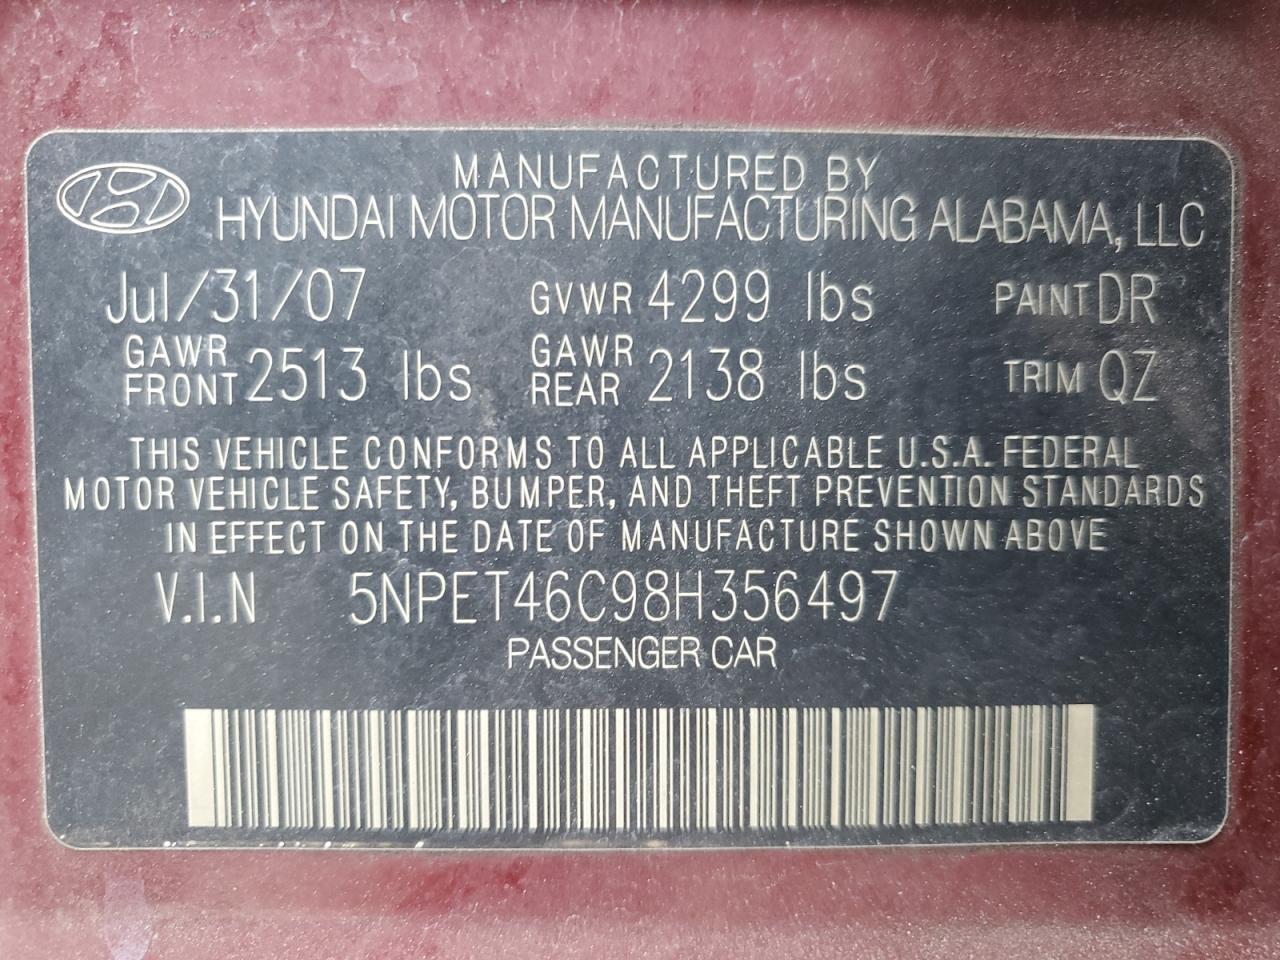 MANUFACTURED BY
HYUNDAI MOTOR MANUFACTURING ALABAMA, LLC
Jul/31/07 GVWR 4299 lbs PAINT DR
GAWR FRONT 2513 lbs GAWR REAR 2138 lbs TRIM QZ
THIS VEHICLE CONFORMS TO ALL APPLICABLE U.S.A. FEDERAL
MOTOR VEHICLE SAFETY, BUMPER, AND THEFT PREVENTION STANDARDS
IN EFFECT ON THE DATE OF MANUFACTURE SHOWN ABOVE
V.I.N 5NPET46C98H356497
PASSENGER CAR